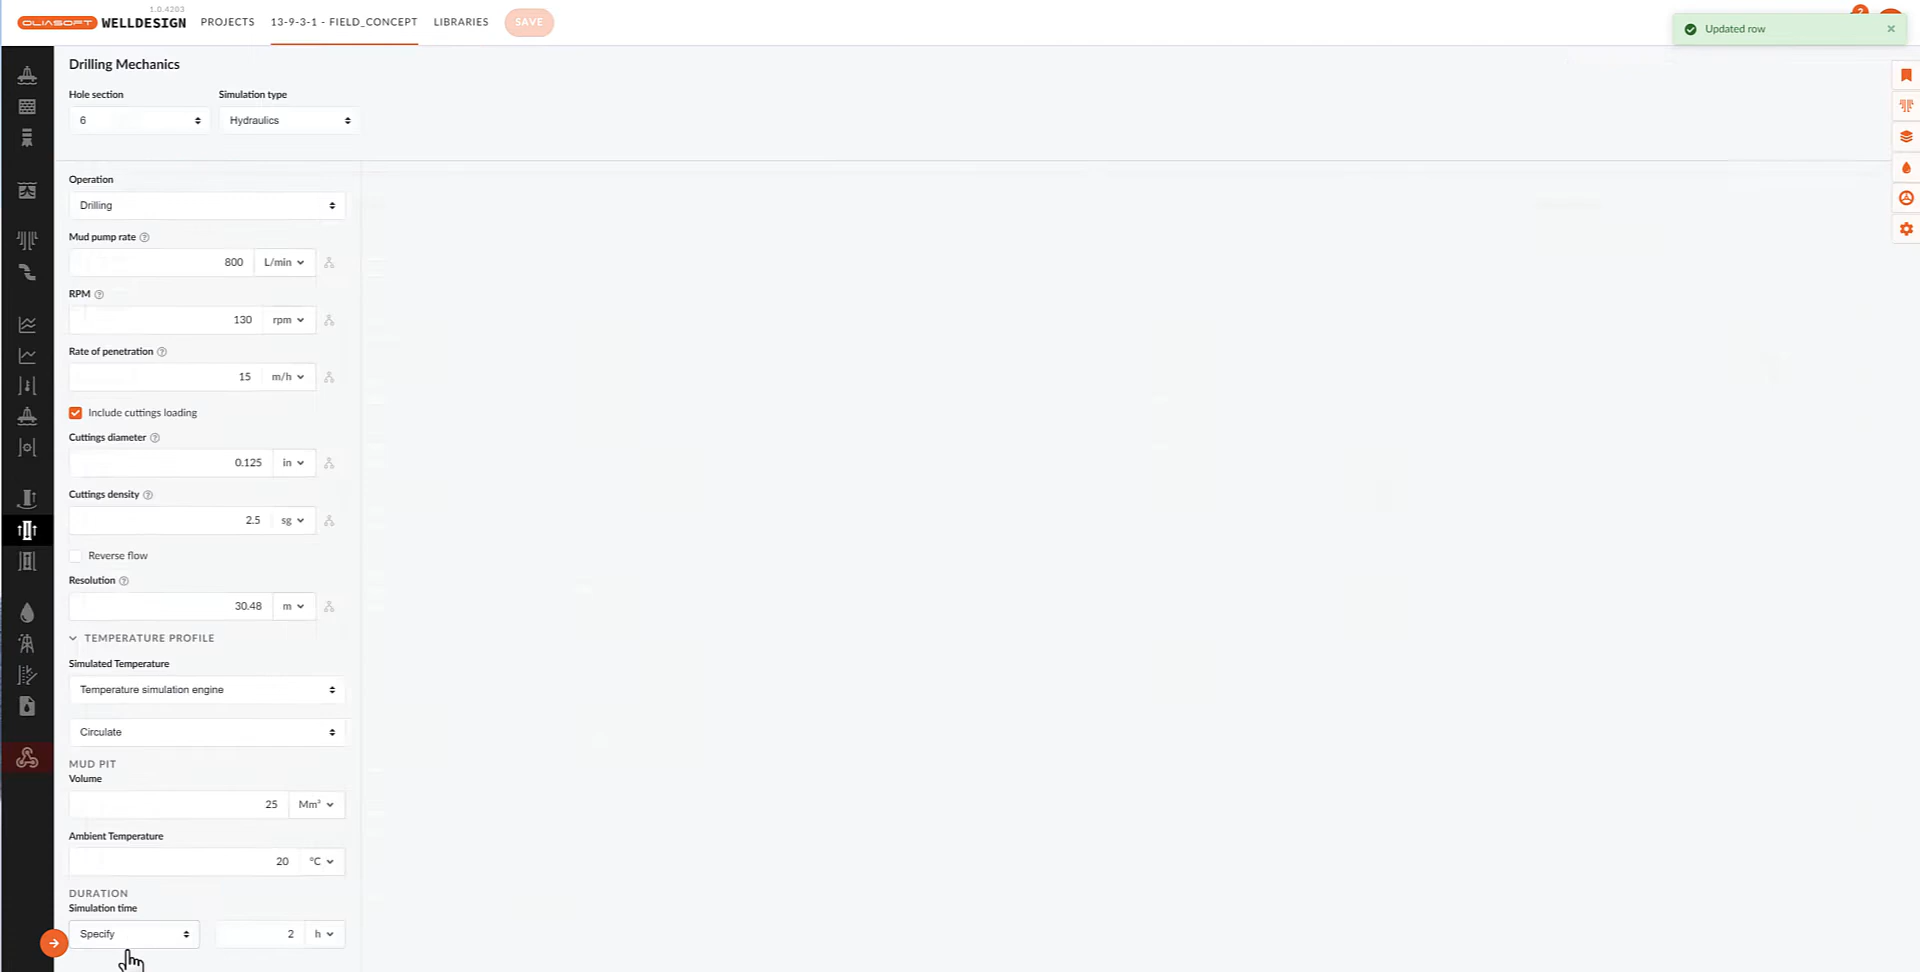 1.0.4203
OLIASOFT WELLDESIGN PROJECTS 13-9-3-1 - FIELD_CONCEPT LIBRARIES SAVE
2
Updated row
Drilling Mechanics
Hole section Simulation type
6 Hydraulics
Operation
Drilling
Mud pump rate
800 L/min
RPM
130 rpm
Rate of penetration
15 m/h
Include cuttings loading
Cuttings diameter
0.125 in
Cuttings density
2.5 sg
Reverse flow
Resolution
30.48 m
TEMPERATURE PROFILE
Simulated Temperature
Temperature simulation engine
Circulate
MUD PIT
Volume
25 Mm³
Ambient Temperature
20 °C
DURATION
Simulation time
Specify 2 h